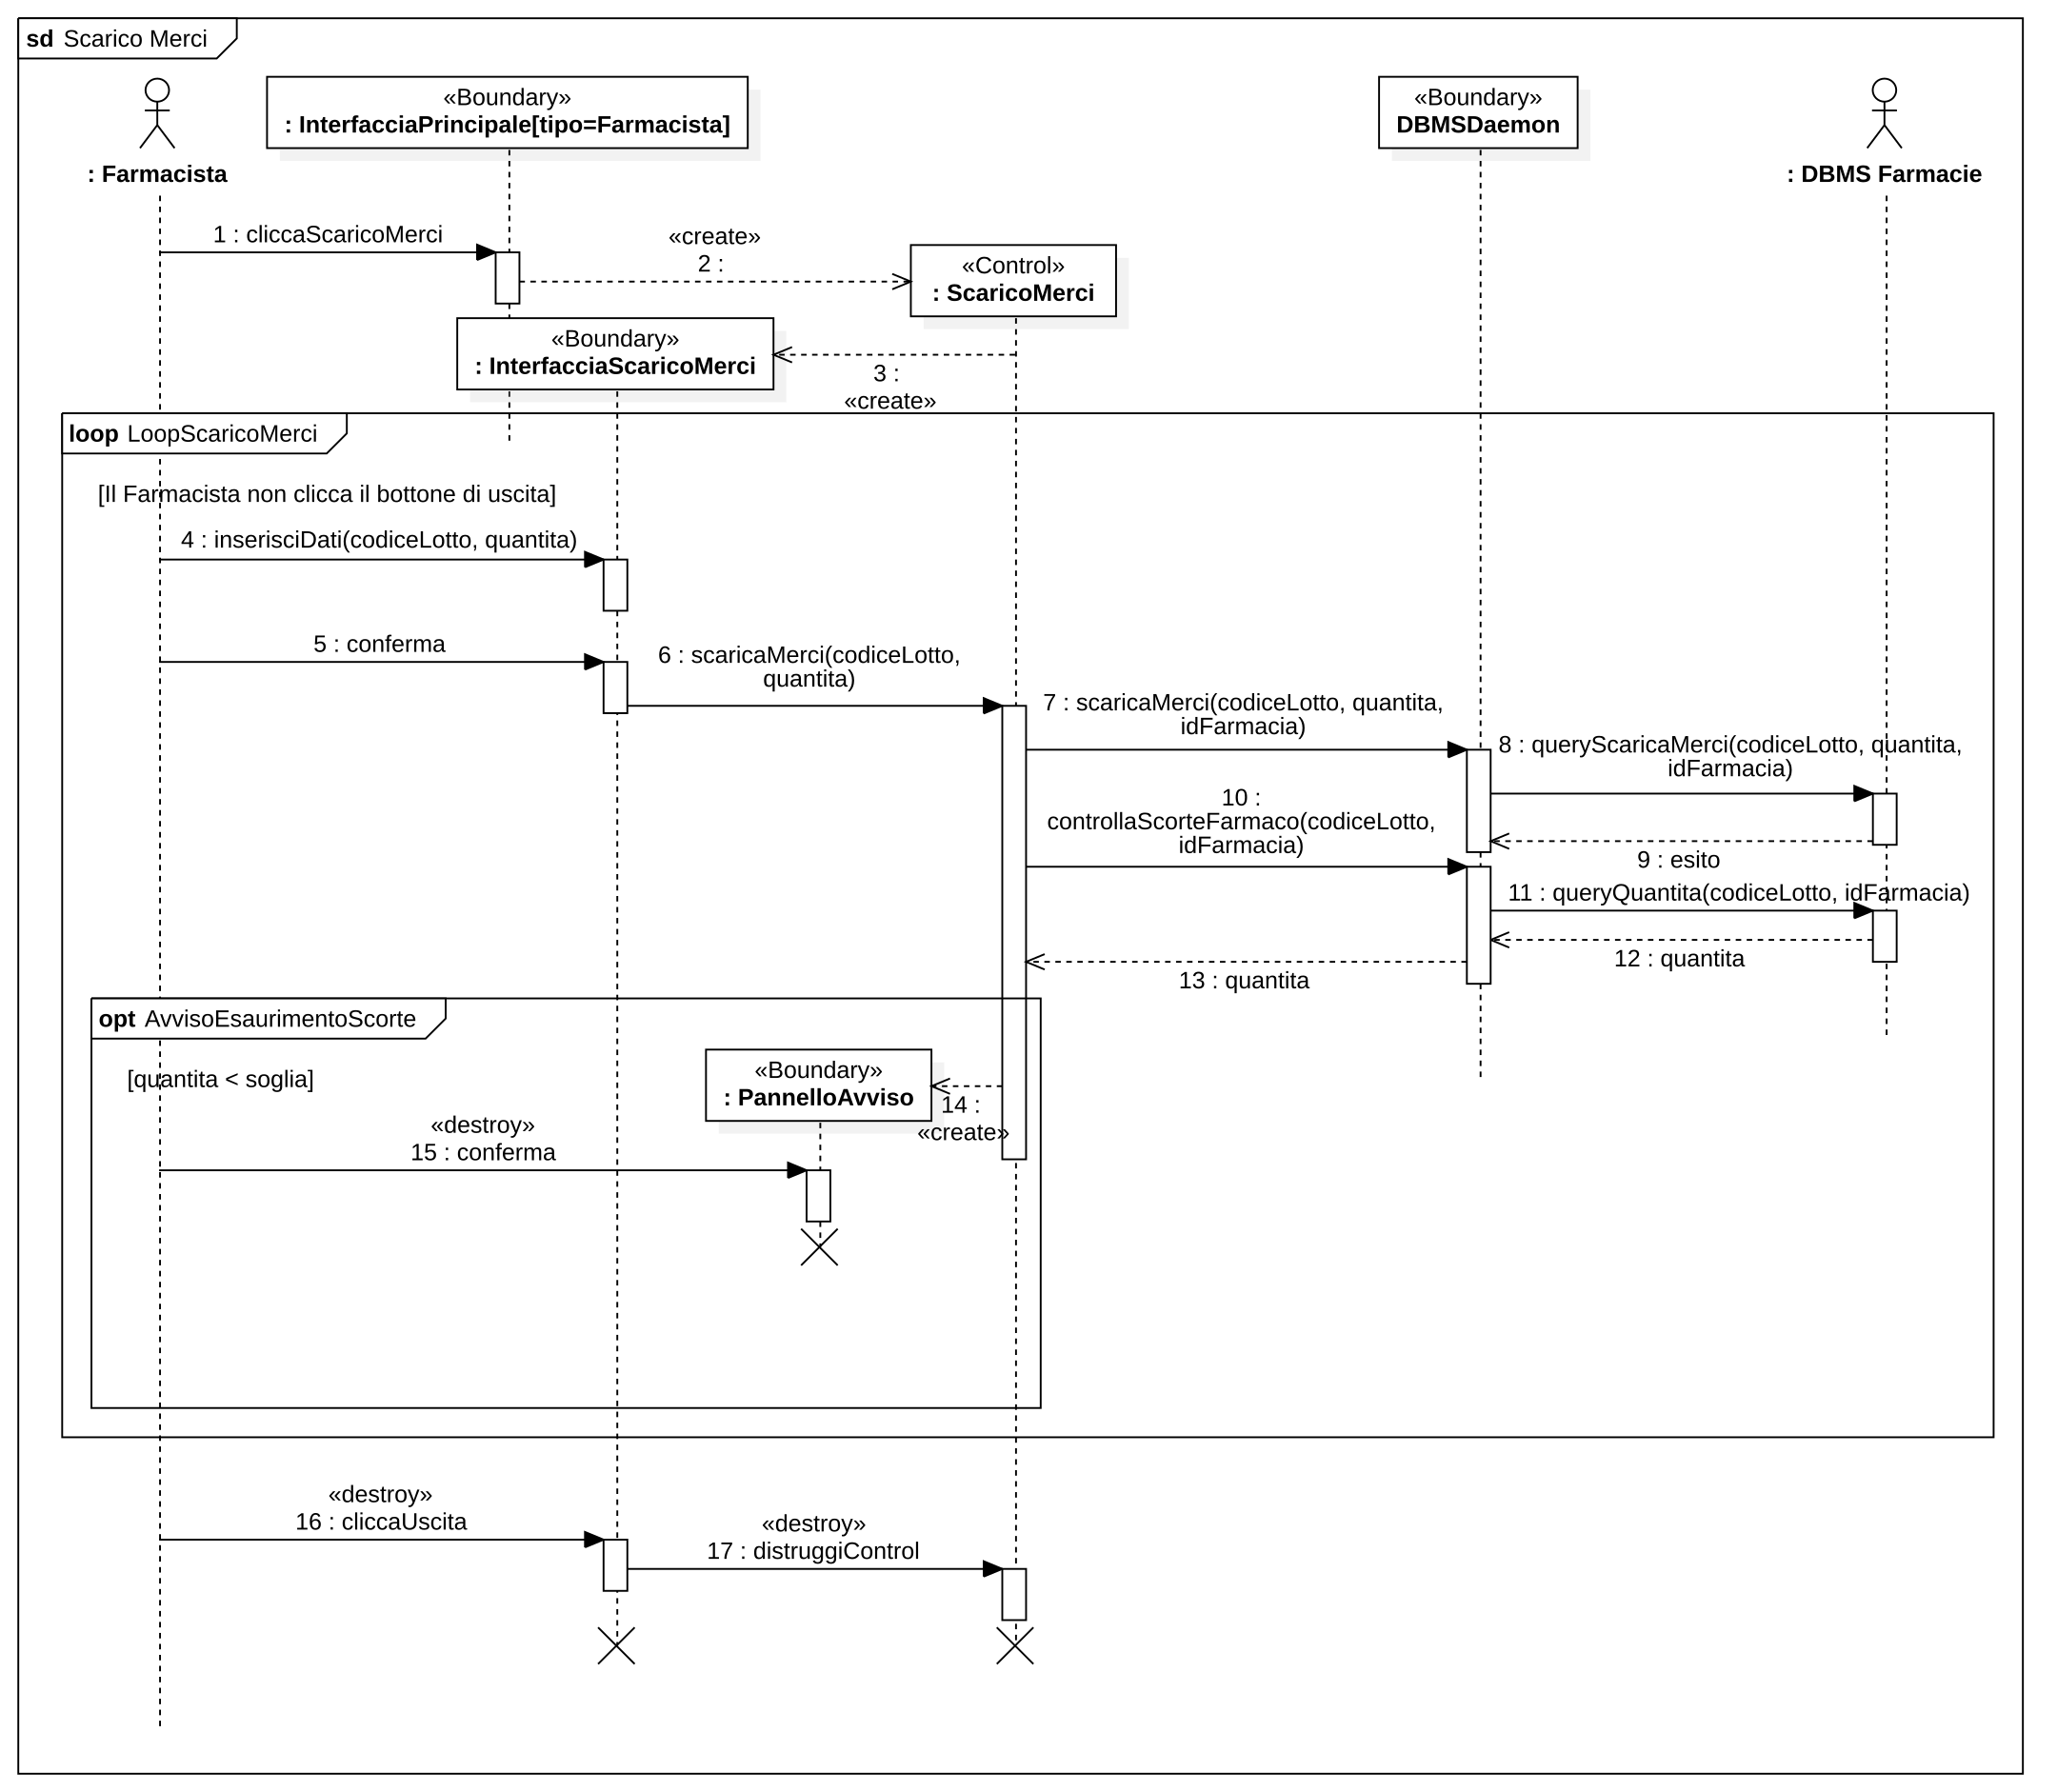 sd Scarico Merci
«Boundary»
: InterfacciaPrincipale[tipo=Farmacista]
«Boundary»
DBMSDaemon
: Farmacista
: DBMS Farmacie
1 : cliccaScaricoMerci
«create»
2 :
«Control»
: ScaricoMerci
«Boundary»
: InterfacciaScaricoMerci
3 :
«create»
loop LoopScaricoMerci
[Il Farmacista non clicca il bottone di uscita]
4 : inserisciDati(codiceLotto, quantita)
5 : conferma
6 : scaricaMerci(codiceLotto,
quantita)
7 : scaricaMerci(codiceLotto, quantita,
idFarmacia)
8 : queryScaricaMerci(codiceLotto, quantita,
idFarmacia)
9 : esito
10 :
controllaScorteFarmaco(codiceLotto,
idFarmacia)
11 : queryQuantita(codiceLotto, idFarmacia)
12 : quantita
13 : quantita
opt AvvisoEsaurimentoScorte
[quantita < soglia]
«Boundary»
: PannelloAvviso
14 :
«create»
«destroy»
15 : conferma
«destroy»
16 : cliccaUscita
«destroy»
17 : distruggiControl